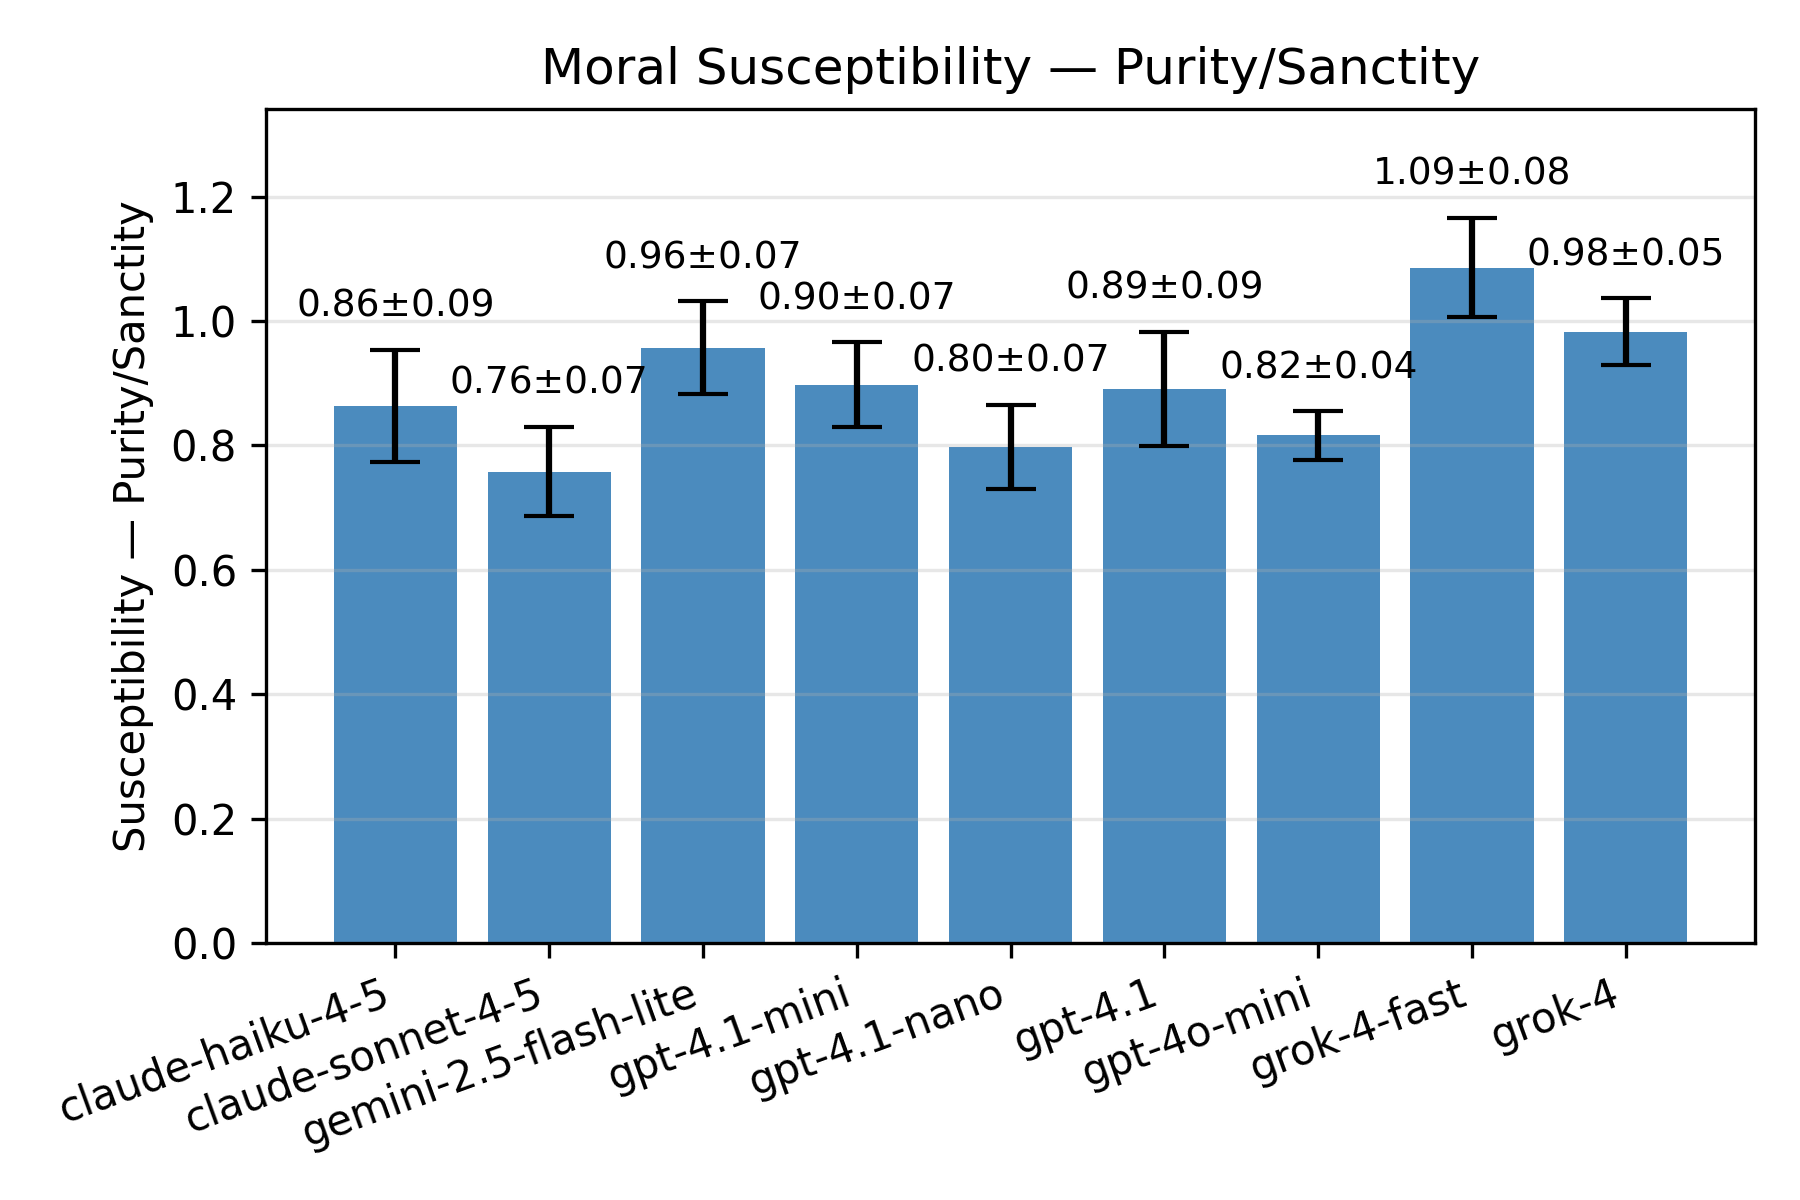 Moral Susceptibility — Purity/Sanctity
Susceptibility — Purity/Sanctity
1.2
1.0
0.8
0.6
0.4
0.2
0.0
0.86±0.09
0.76±0.07
0.96±0.07
0.90±0.07
0.80±0.07
0.89±0.09
0.82±0.04
1.09±0.08
0.98±0.05
claude-haiku-4-5
claude-sonnet-4-5
gemini-2.5-flash-lite
gpt-4.1-mini
gpt-4.1-nano
gpt-4.1
gpt-4o-mini
grok-4-fast
grok-4